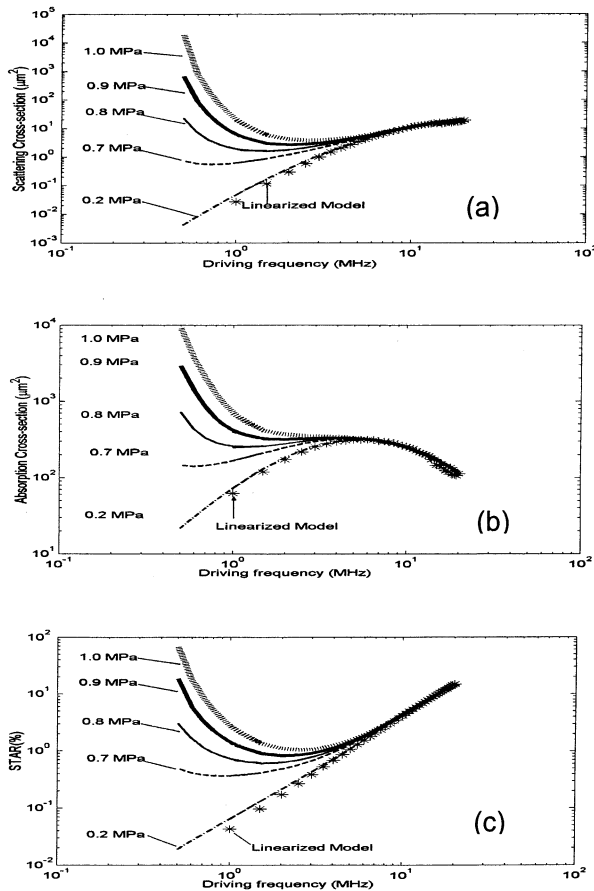 10^5
10^4
10^3
10^2
10^1
10^0
10^-1
10^-2
10^-3
Scattering Cross-section (μm^2)
1.0 MPa
0.9 MPa
0.8 MPa
0.7 MPa
0.2 MPa
Linearized Model
(a)
10^-1
10^0
10^1
10^2
Driving frequency (MHz)
10^4
10^3
10^2
10^1
Absorption Cross-section (μm^2)
1.0 MPa
0.9 MPa
0.8 MPa
0.7 MPa
0.2 MPa
Linearized Model
(b)
10^-1
10^0
10^1
10^2
Driving frequency (MHz)
10^2
10^1
10^0
10^-1
10^-2
STAR(%)
1.0 MPa
0.9 MPa
0.8 MPa
0.7 MPa
0.2 MPa
Linearized Model
(c)
10^-1
10^0
10^1
10^2
Driving frequency (MHz)